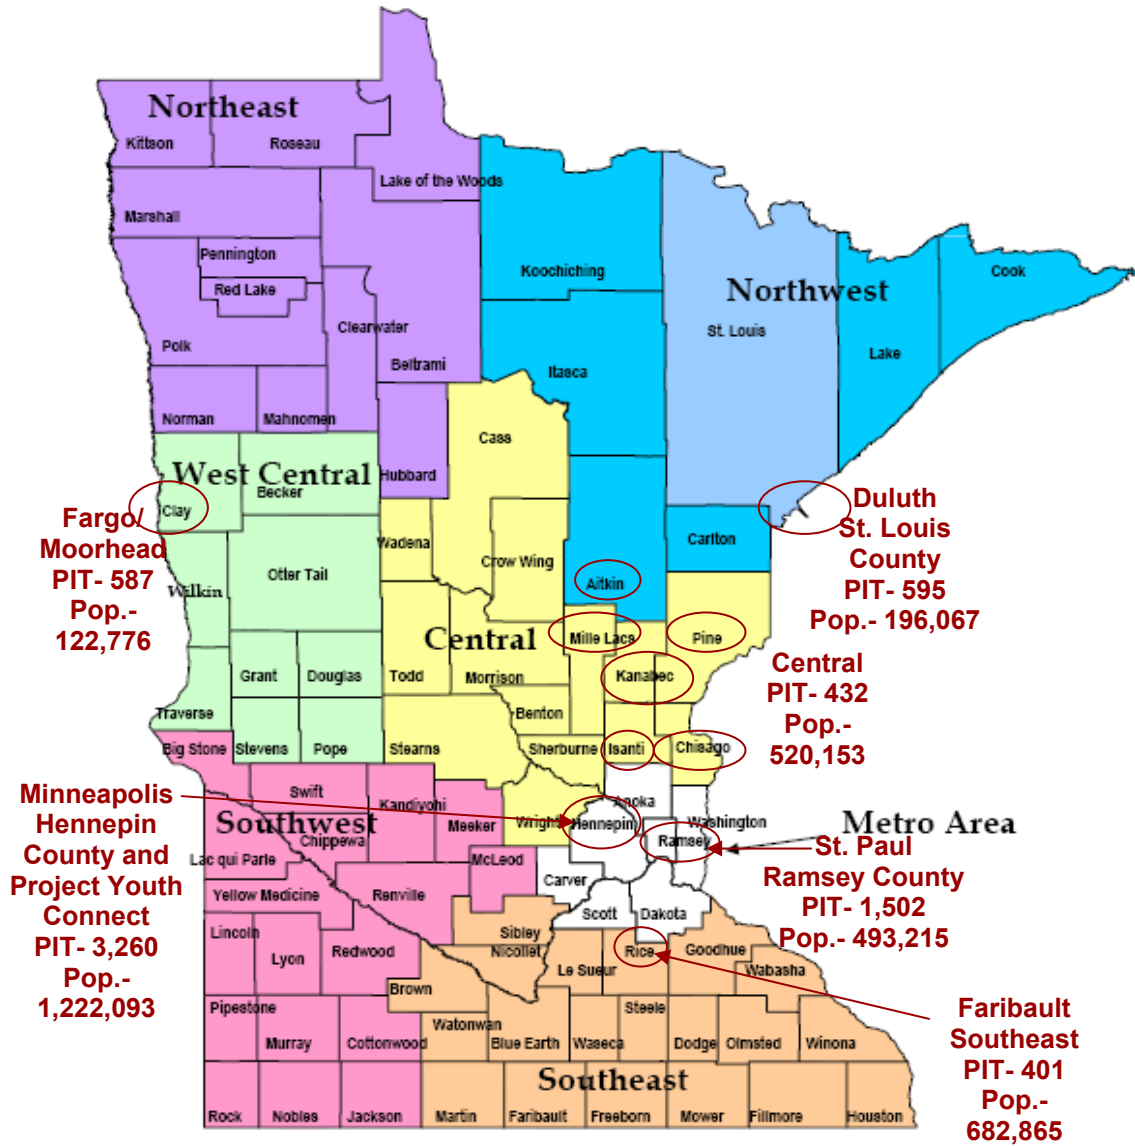 Northeast
Kittson
Roseau
Lake of the Woods
Marshall
Pennington
Red Lake
Koochiching
Cook
Northwest
St. Louis
Clearwater
Polk
Lake
Beltrami
Itasca
Norman
Mahnomen
Cass
West Central
Hubbard
Becker
Clay
Fargo/
Moorhead
PIT- 587
Pop.-
122,776
Duluth
St. Louis
County
PIT- 595
Pop.- 196,067
Wadena
Carlton
Crow Wing
Otter Tail
Aitkin
Wilkin
Central
Mille Lacs
Pine
Grant
Douglas
Todd
Morrison
Kanabec
Central
PIT- 432
Pop.-
520,153
Traverse
Benton
Big Stone
Stevens
Pope
Stearns
Sherburne
Isanti
Chisago
Swift
Kandiyohi
Anoka
Minneapolis
Hennepin
County and
Project Youth
Connect
PIT- 3,260
Pop.-
1,222,093
Southwest
Meeker
Wright
Hennepin
Washington
Metro Area
Chippewa
Ramsey
St. Paul
Ramsey County
PIT- 1,502
Pop.- 493,215
Lac qui Parle
McLeod
Carver
Yellow Medicine
Renville
Scott
Dakota
Lincoln
Sibley
Lyon
Redwood
Nicollet
Rice
Goodhue
Le Sueur
Wabasha
Brown
Pipestone
Steele
Faribault
Southeast
PIT- 401
Pop.-
682,865
Watonwan
Murray
Cottonwood
Blue Earth
Waseca
Dodge
Olmsted
Winona
Southeast
Rock
Nobles
Jackson
Martin
Faribault
Freeborn
Mower
Fillmore
Houston